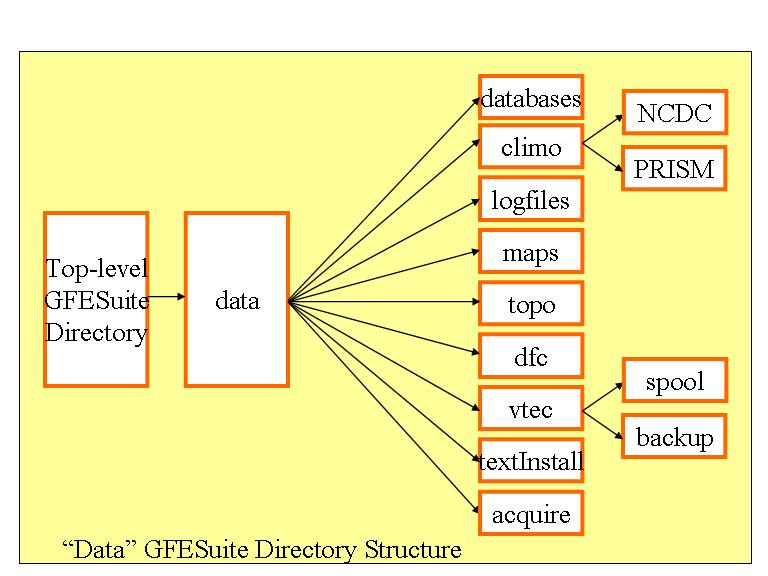 databases
NCDC
climo
PRISM
logfiles
maps
Top-level
GFESuite
Directory
data
topo
dfc
spool
vtec
backup
textInstall
acquire
“Data” GFESuite Directory Structure